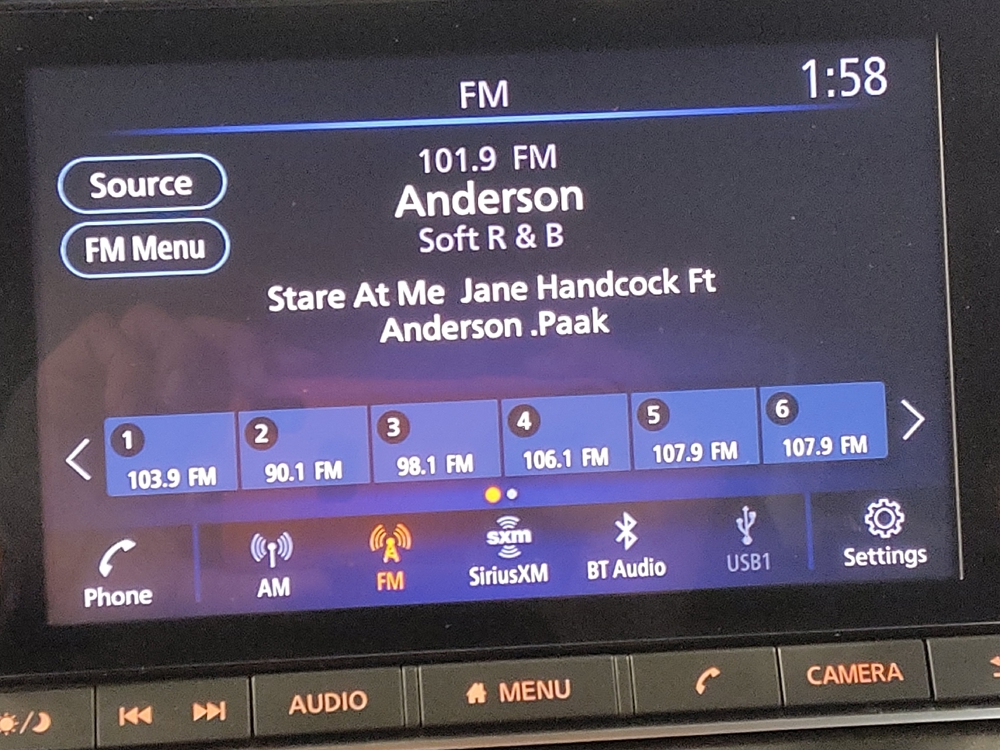 FM
1:58
Source
FM Menu
101.9 FM
Anderson
Soft R & B
Stare At Me Jane Handcock Ft
Anderson .Paak
1
103.9 FM
2
90.1 FM
3
98.1 FM
4
106.1 FM
5
107.9 FM
6
107.9 FM
Phone
AM
FM
sxm
SiriusXM
BT Audio
USB1
Settings
AUDIO
MENU
CAMERA